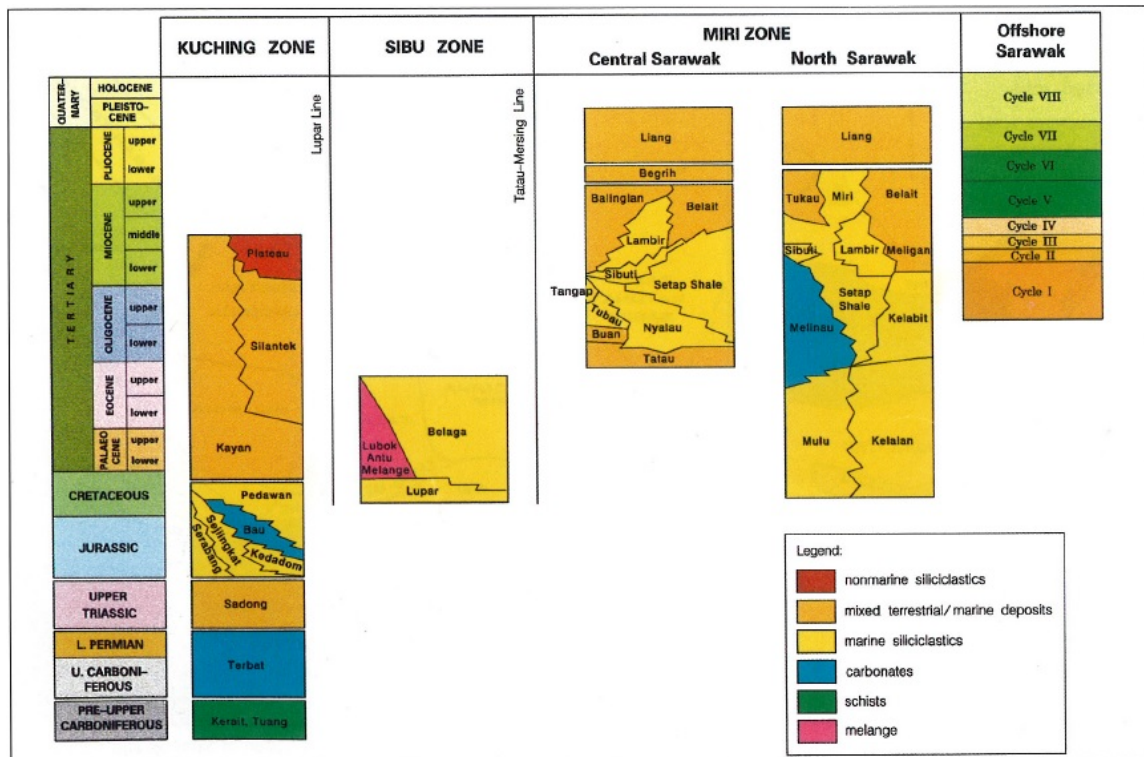 KUCHING ZONE
SIBU ZONE
MIRI ZONE
Central Sarawak
North Sarawak
Offshore
Sarawak
QUATER-
NARY
HOLOCENE
PLEISTO-
CENE
TERTIARY
PLIOCENE
upper
lower
MIOCENE
upper
middle
lower
OLIGOCENE
upper
lower
EOCENE
upper
lower
PALAEO
CENE
upper
lower
CRETACEOUS
JURASSIC
UPPER
TRIASSIC
L. PERMIAN
U. CARBONI-
FEROUS
PRE-UPPER
CARBONIFEROUS
Plateau
Silantek
Kayan
Pedawan
Bau
Sejingkat
Serabang
Kedadom
Sadong
Terbat
Kerait, Tuang
Lupar Line
Lubok
Antu
Melange
Belaga
Lupar
Tatau-Mersing Line
Liang
Begrih
Balingian
Belait
Lambir
Sibuti
Setap Shale
Tangap
Tubau
Buan
Nyalau
Tatau
Liang
Tukau
Miri
Belait
Sibuti
Lambir
Meligan
Setap
Shale
Melinau
Kelabit
Mulu
Kelalan
Cycle VIII
Cycle VII
Cycle VI
Cycle V
Cycle IV
Cycle III
Cycle II
Cycle I
Legend:
nonmarine siliciclastics
mixed terrestrial/marine deposits
marine siliciclastics
carbonates
schists
melange